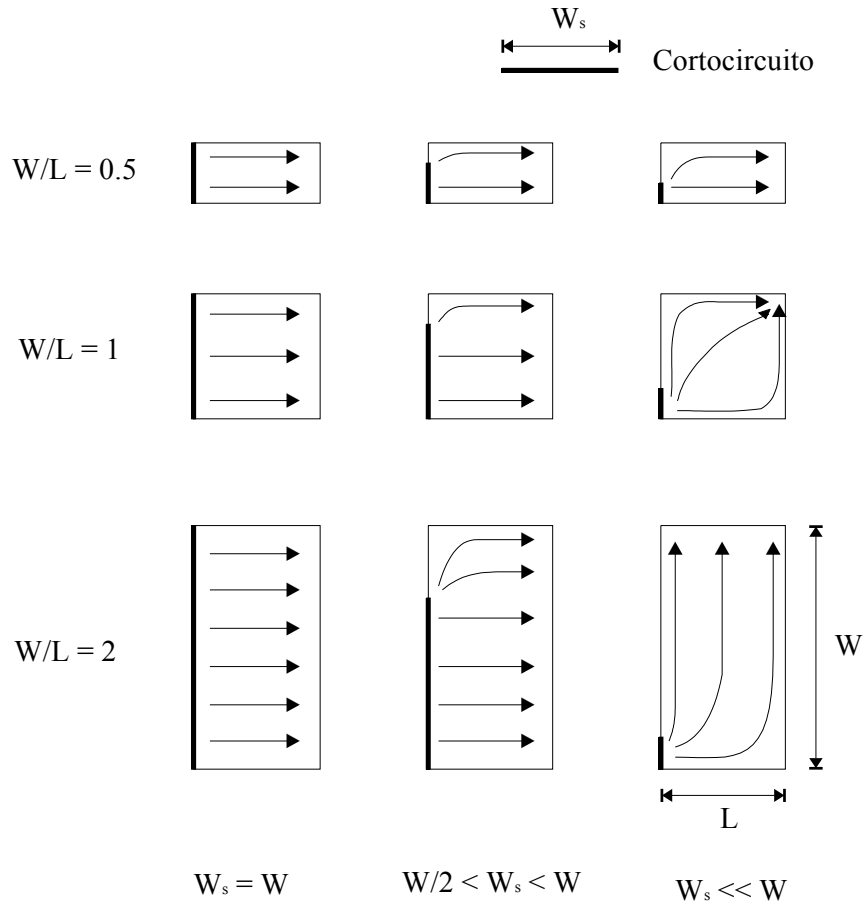 Wₛ
Cortocircuito
W/L = 0.5
W/L = 1
W/L = 2
W
L
Wₛ = W
W/2 < Wₛ < W
Wₛ << W